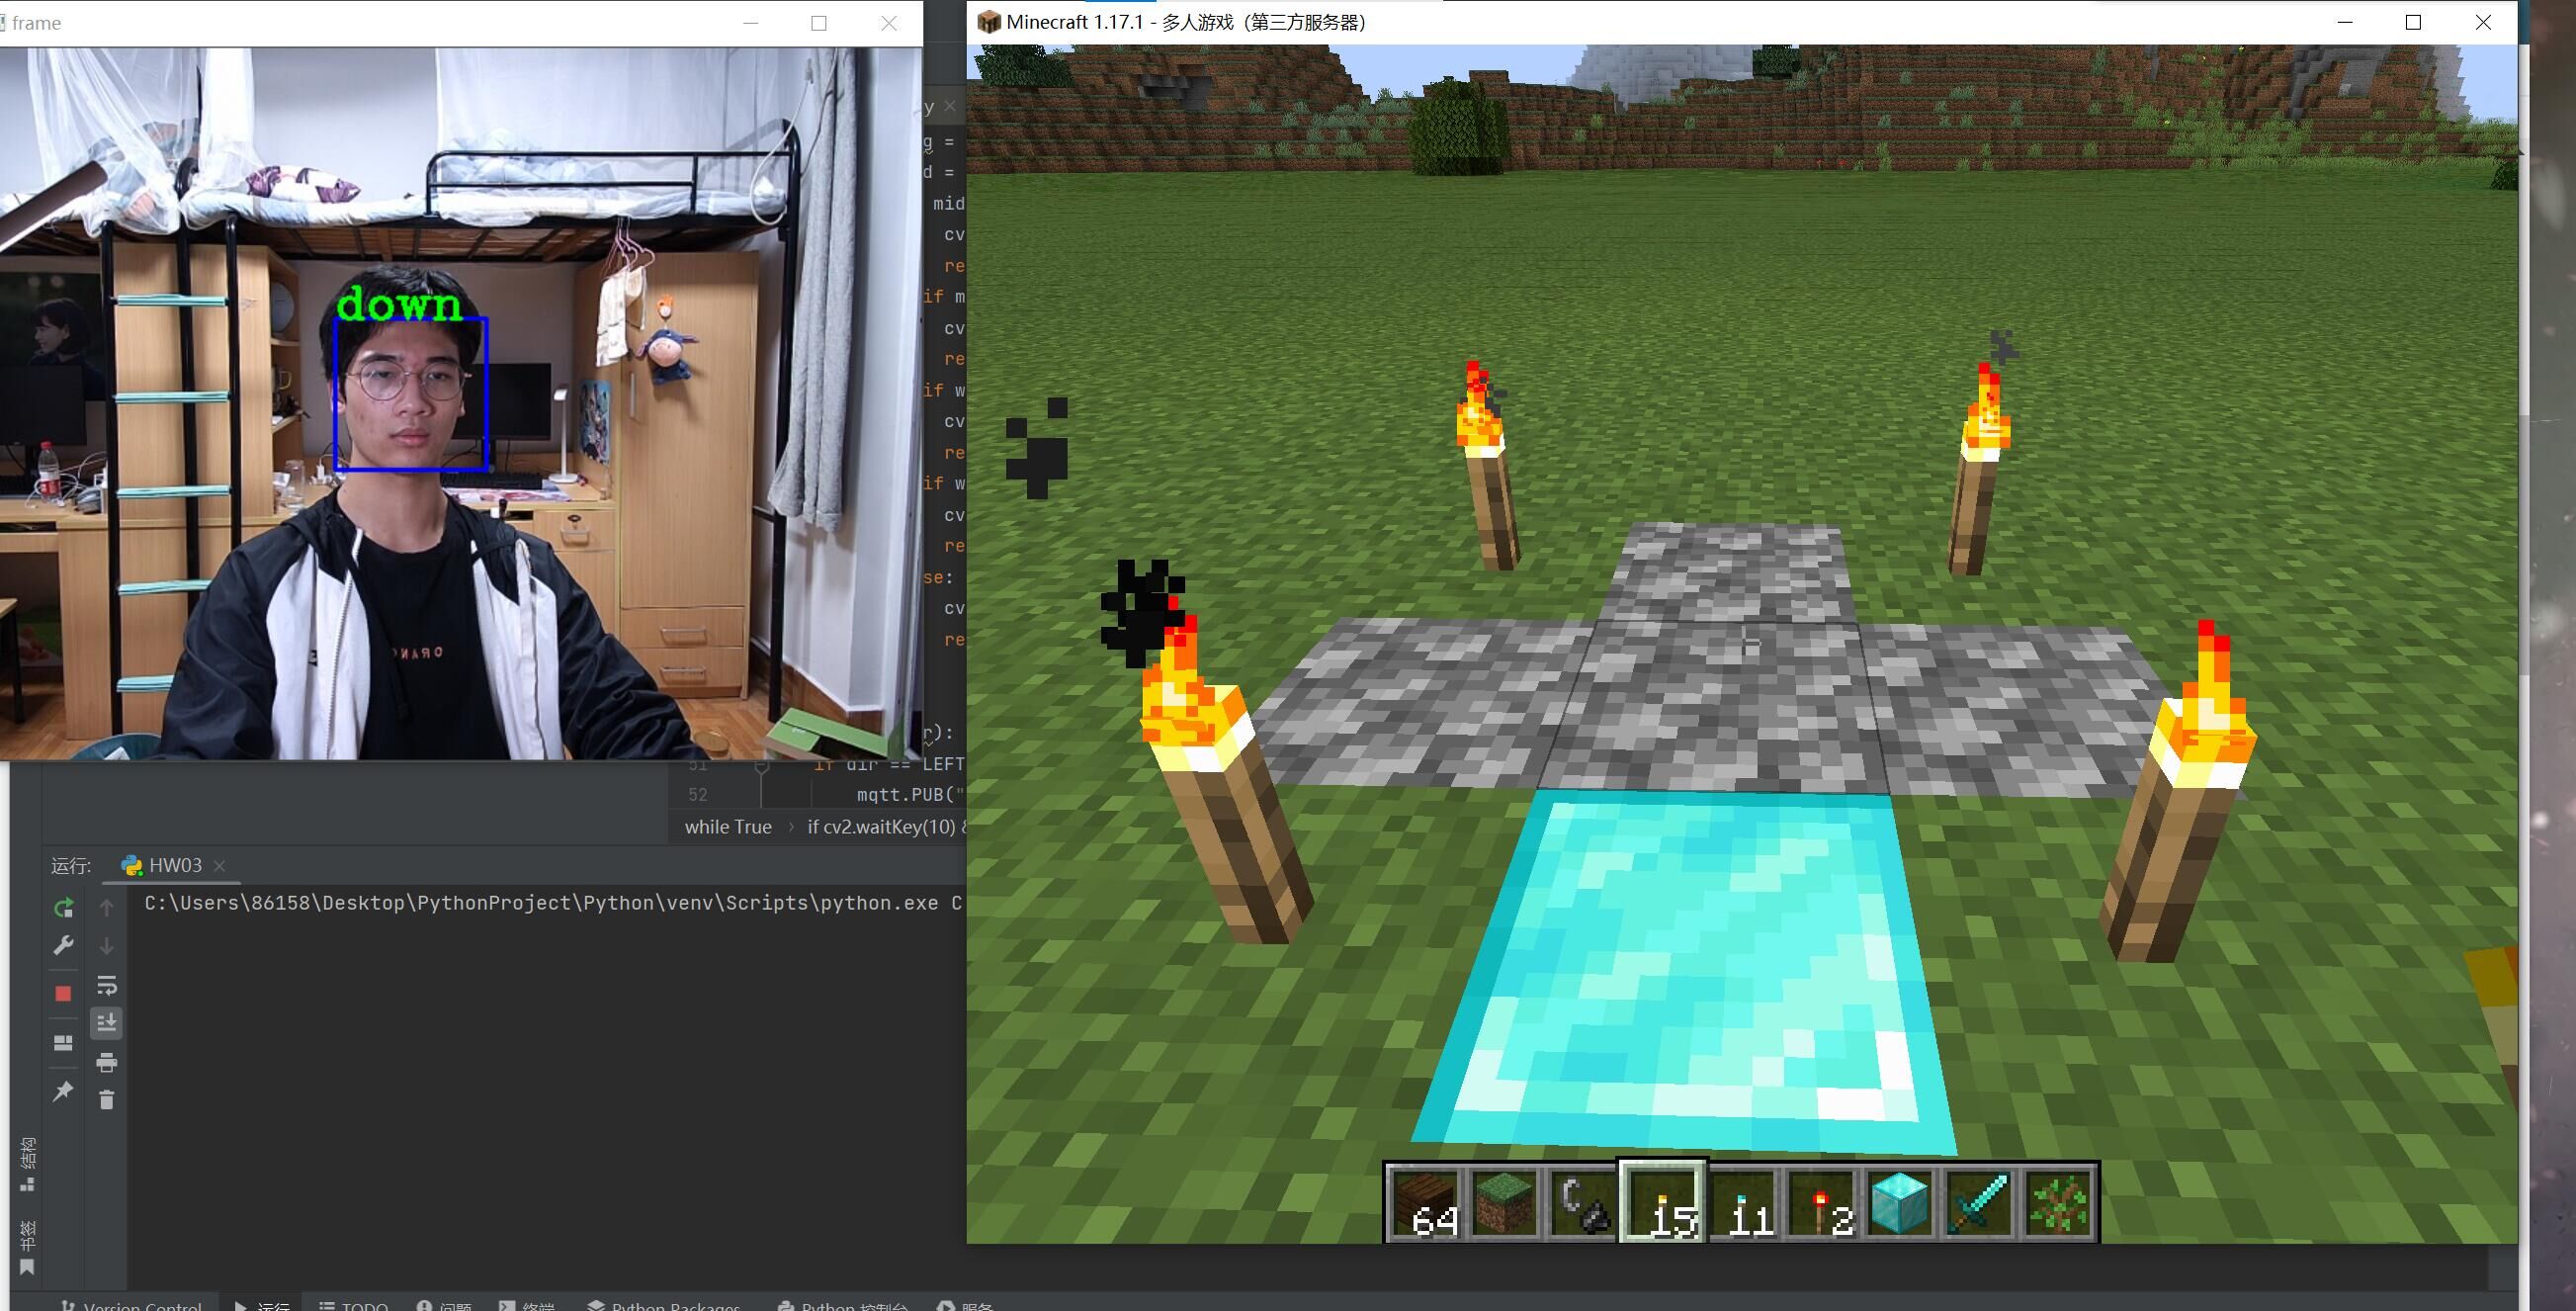 frame
Minecraft 1.17.1 - 多人游戏（第三方服务器）
down
y
g =
d =
mid
cv
re
if m
cv
re
if w
cv
re
if w
cv
re
se:
cv
re
r):
51 if dir == LEFT
52 mqtt.PUB("
while True › if cv2.waitKey(10) &
运行: HW03
C:\Users\86158\Desktop\PythonProject\Python\venv\Scripts\python.exe C
结构
书签
64 15 11 2
Version Control 运行 TODO 问题 终端 Python Packages Python 控制台 服务